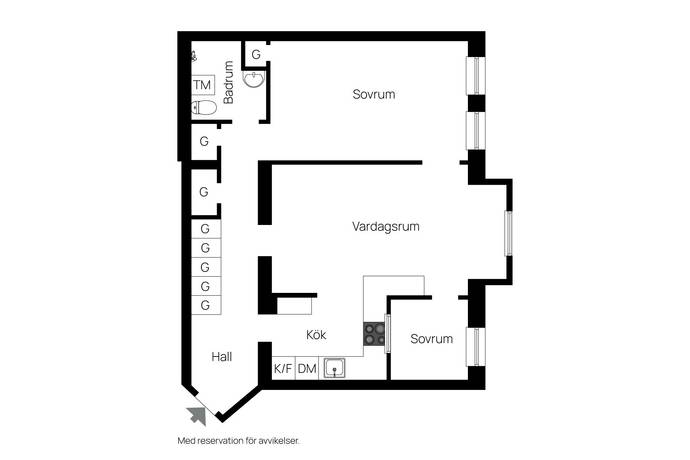 G
TM
Badrum
Sovrum
G
G
G
G
G
G
G
Vardagsrum
Kök
Sovrum
Hall
K/F
DM
Med reservation för avvikelser.